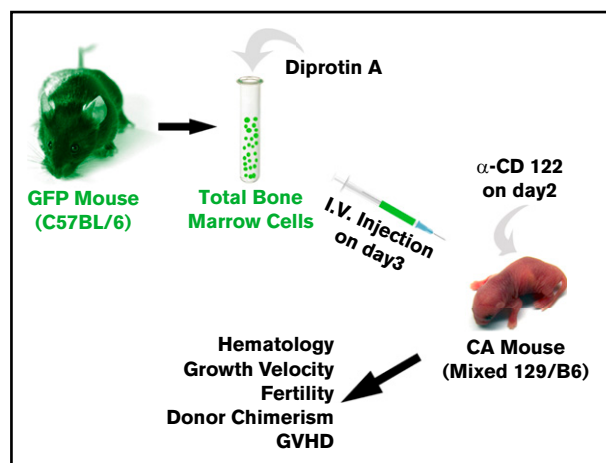 Diprotin A
GFP Mouse
(C57BL/6)
Total Bone
Marrow Cells
I.V. Injection
on day3
α-CD 122
on day2
CA Mouse
(Mixed 129/B6)
Hematology
Growth Velocity
Fertility
Donor Chimerism
GVHD